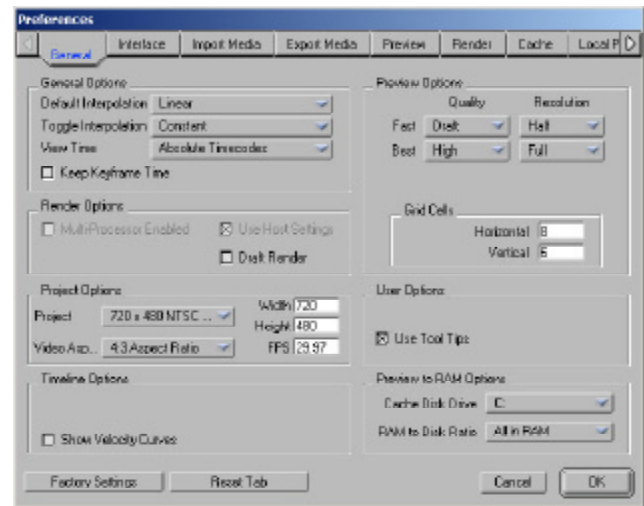 Preferences
General Interface Import Media Export Media Preview Render Cache Local P
General Options
Default Interpolation Linear
Toggle Interpolation Constant
View Time Absolute Timecodes
Keep Keyframe Time
Render Options
Multi-Processor Enabled Use Host Settings
Draft Render
Project Options
Project 720 x 480 NTSC ...
Video Asp... 4:3 Aspect Ratio
Width 720
Height 480
FPS 29.97
Timeline Options
Show Velocity Curves
Preview Options
Quality Resolution
Fast Draft Half
Best High Full
Grid Cells
Horizontal 8
Vertical 6
User Options
Use Tool Tips
Preview to RAM Options
Cache Disk Drive C:
RAM to Disk Ratio All in RAM
Factory Settings Reset Tab Cancel OK